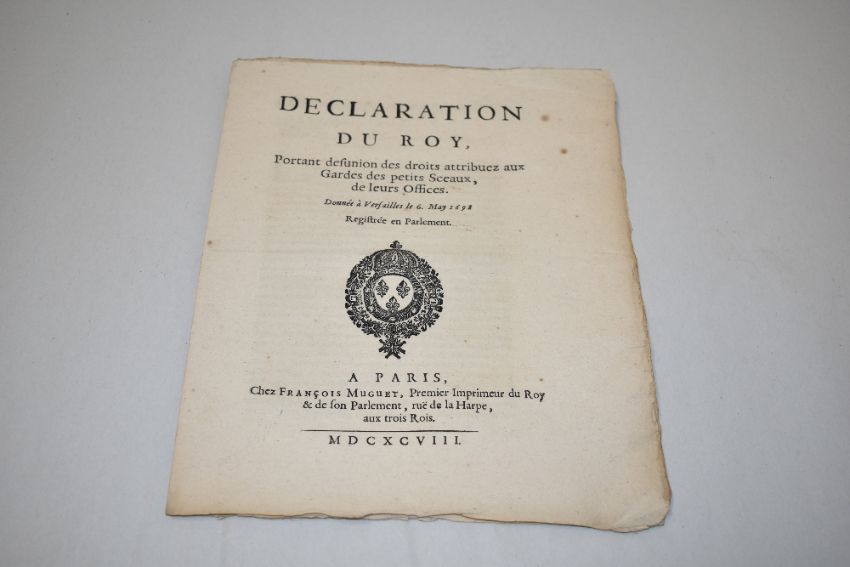 DECLARATION
DU ROY,
Portant deſunion des droits attribuez aux
Gardes des petits Sceaux,
de leurs Offices.
Donnée à Verſailles le 6. May 1698
Regiſtrée en Parlement.
A PARIS,
Chez FRANÇOIS MUGUET, Premier Imprimeur du Roy
& de ſon Parlement, ruë de la Harpe,
aux trois Rois.
MDCXCVIII.